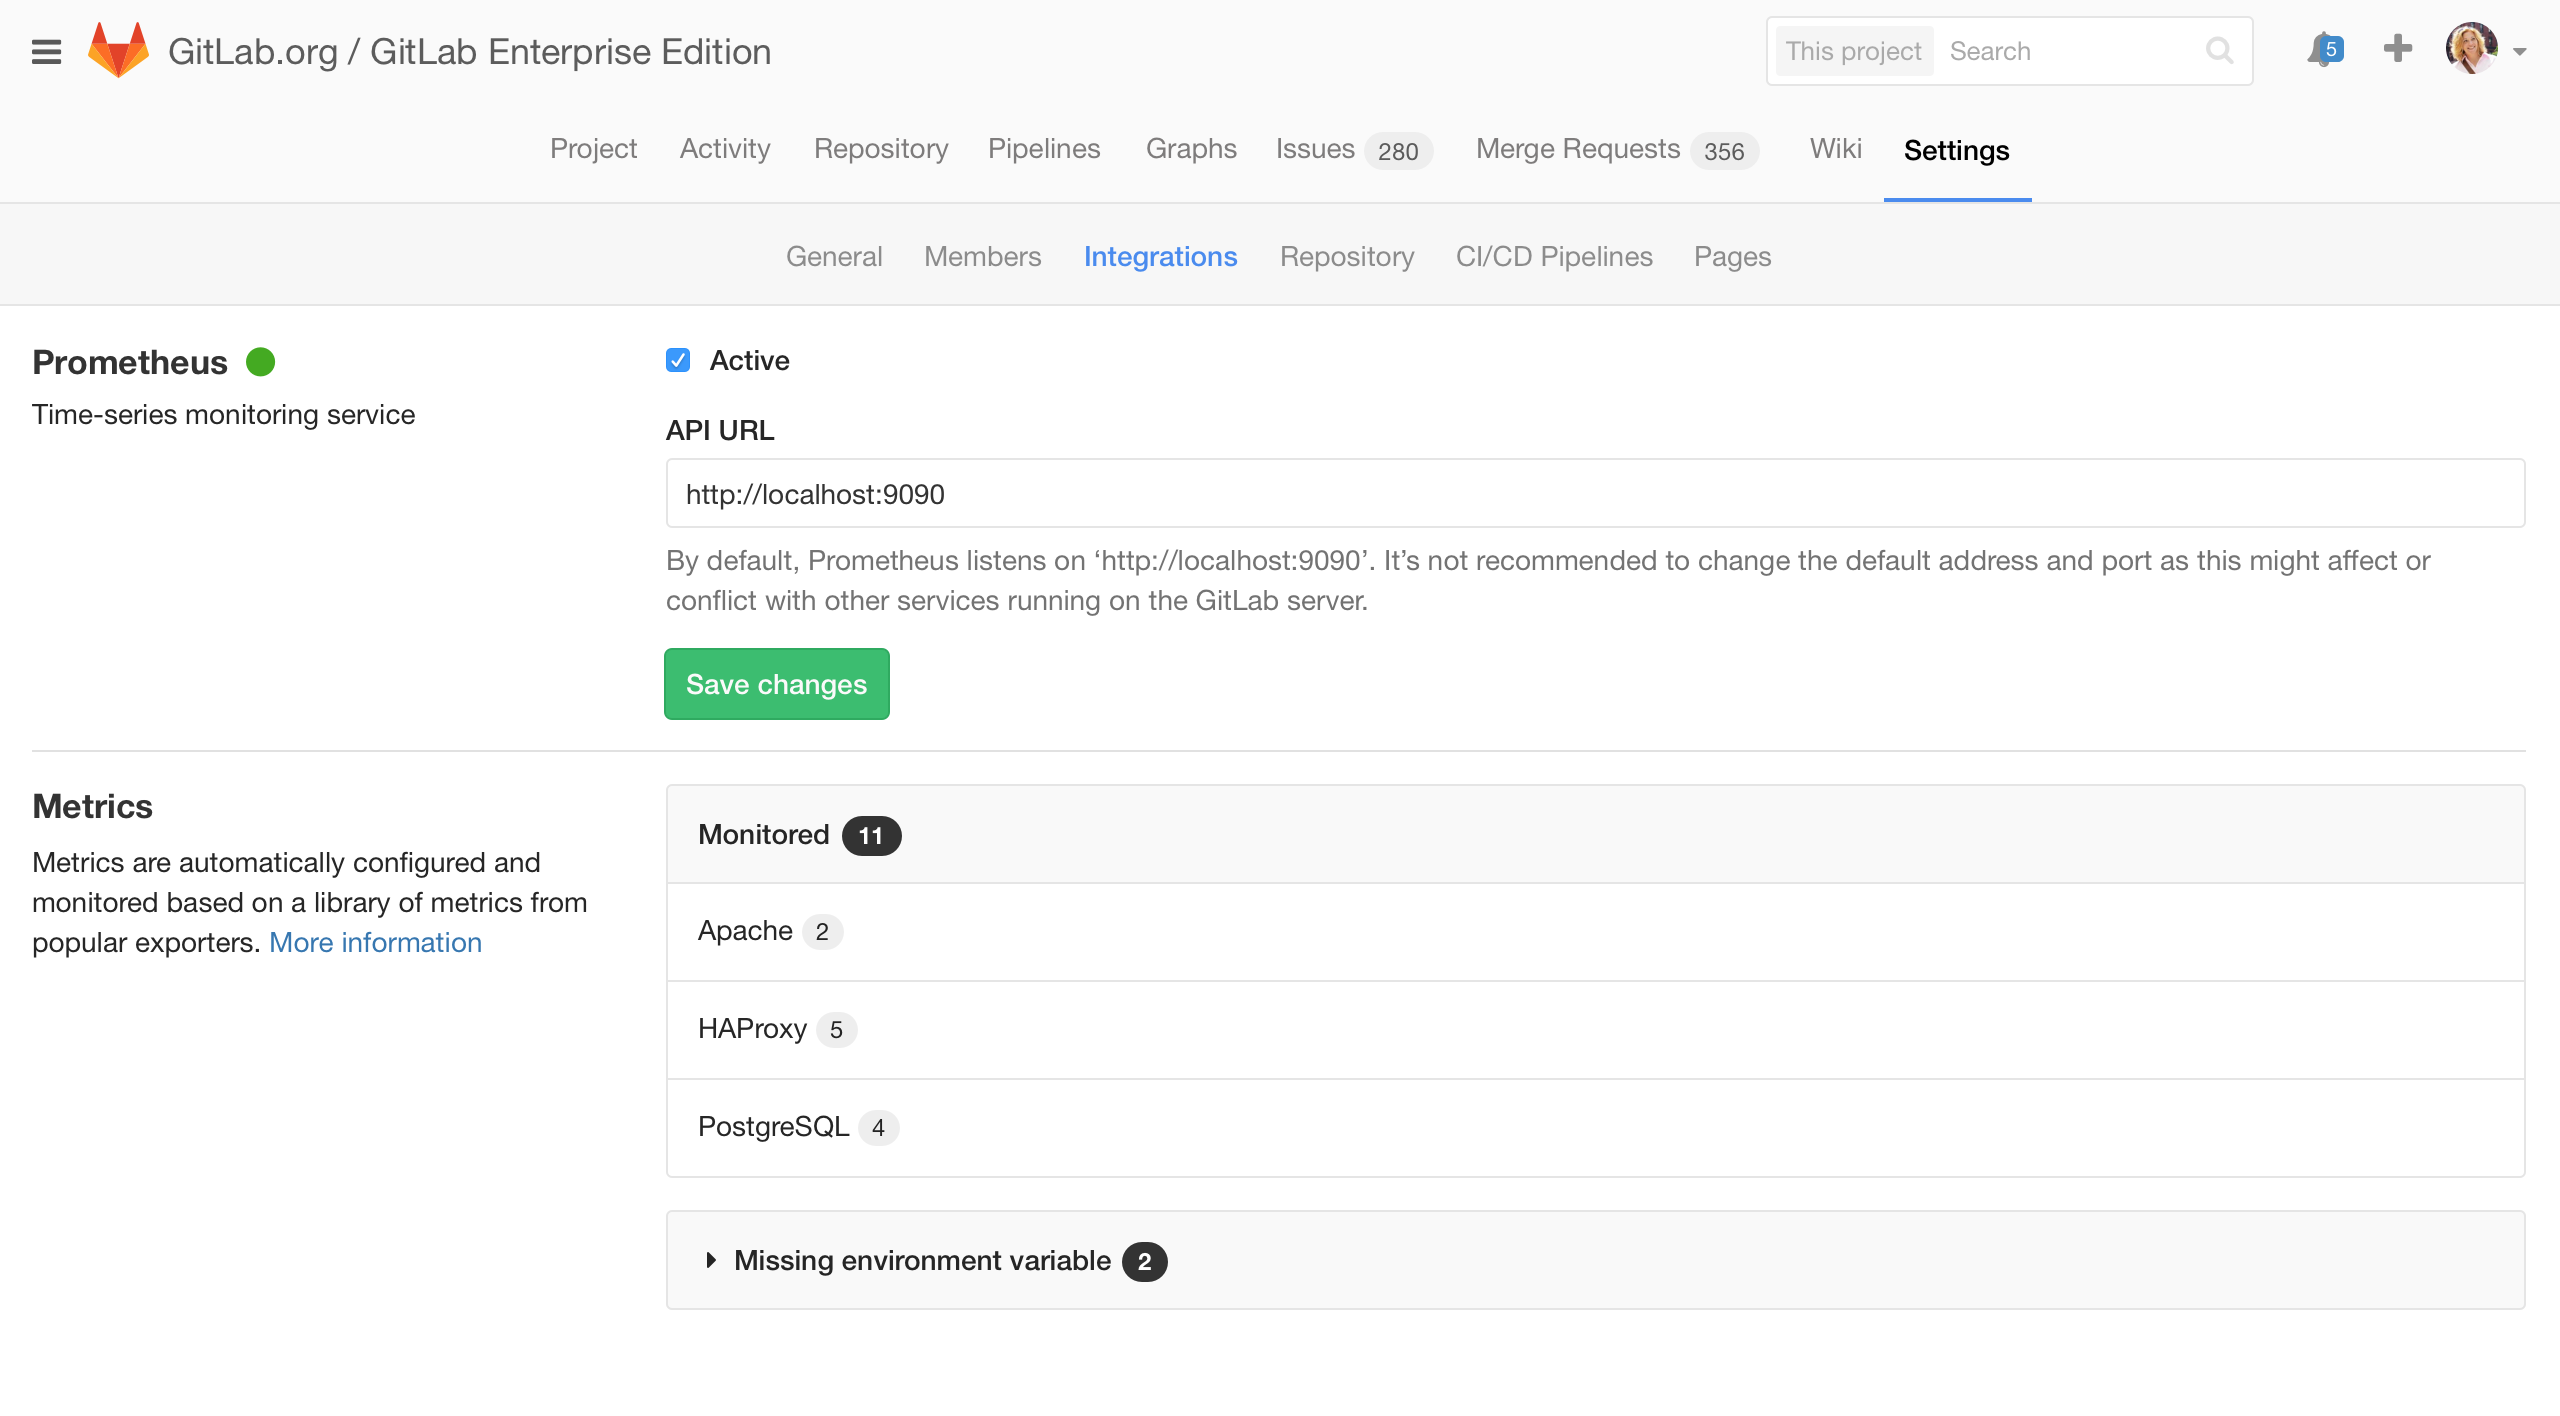 GitLab.org / GitLab Enterprise Edition
This project Search
5
Project Activity Repository Pipelines Graphs Issues 280 Merge Requests 356 Wiki Settings
General Members Integrations Repository CI/CD Pipelines Pages
Prometheus
Time-series monitoring service
Active
API URL
http://localhost:9090
By default, Prometheus listens on ‘http://localhost:9090’. It’s not recommended to change the default address and port as this might affect or
conflict with other services running on the GitLab server.
Save changes
Metrics
Metrics are automatically configured and
monitored based on a library of metrics from
popular exporters. More information
Monitored 11
Apache 2
HAProxy 5
PostgreSQL 4
Missing environment variable 2